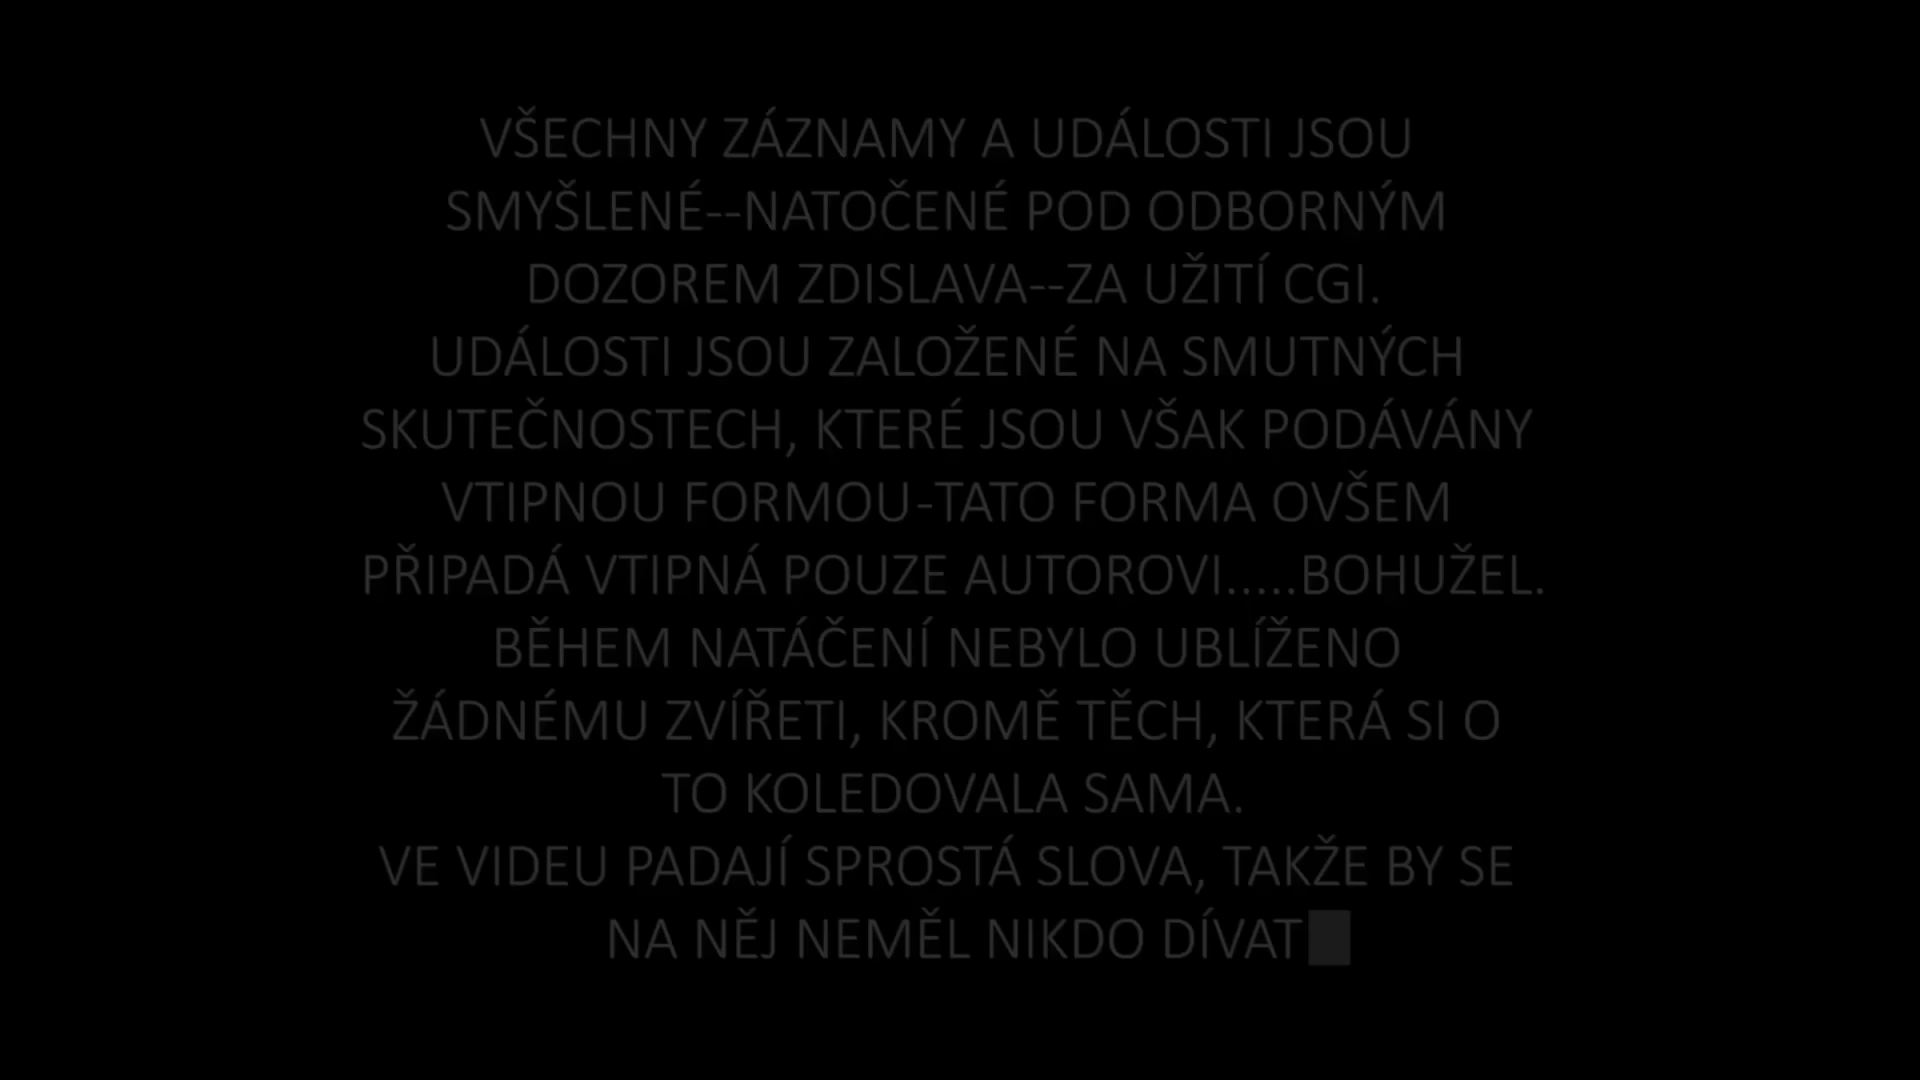 VŠECHNY ZÁZNAMY A UDÁLOSTI JSOU
SMYŠLENÉ--NATOČENÉ POD ODBORNÝM
DOZOREM ZDISLAVA--ZA UŽITÍ CGI.
UDÁLOSTI JSOU ZALOŽENÉ NA SMUTNÝCH
SKUTEČNOSTECH, KTERÉ JSOU VŠAK PODÁVÁNY
VTIPNOU FORMOU-TATO FORMA OVŠEM
PŘIPADÁ VTIPNÁ POUZE AUTOROVI.....BOHUŽEL.
BĚHEM NATÁČENÍ NEBYLO UBLÍŽENO
ŽÁDNÉMU ZVÍŘETI, KROMĚ TĚCH, KTERÁ SI O
TO KOLEDOVALA SAMA.
VE VIDEU PADAJÍ SPROSTÁ SLOVA, TAKŽE BY SE
NA NĚJ NEMĚL NIKDO DÍVAT